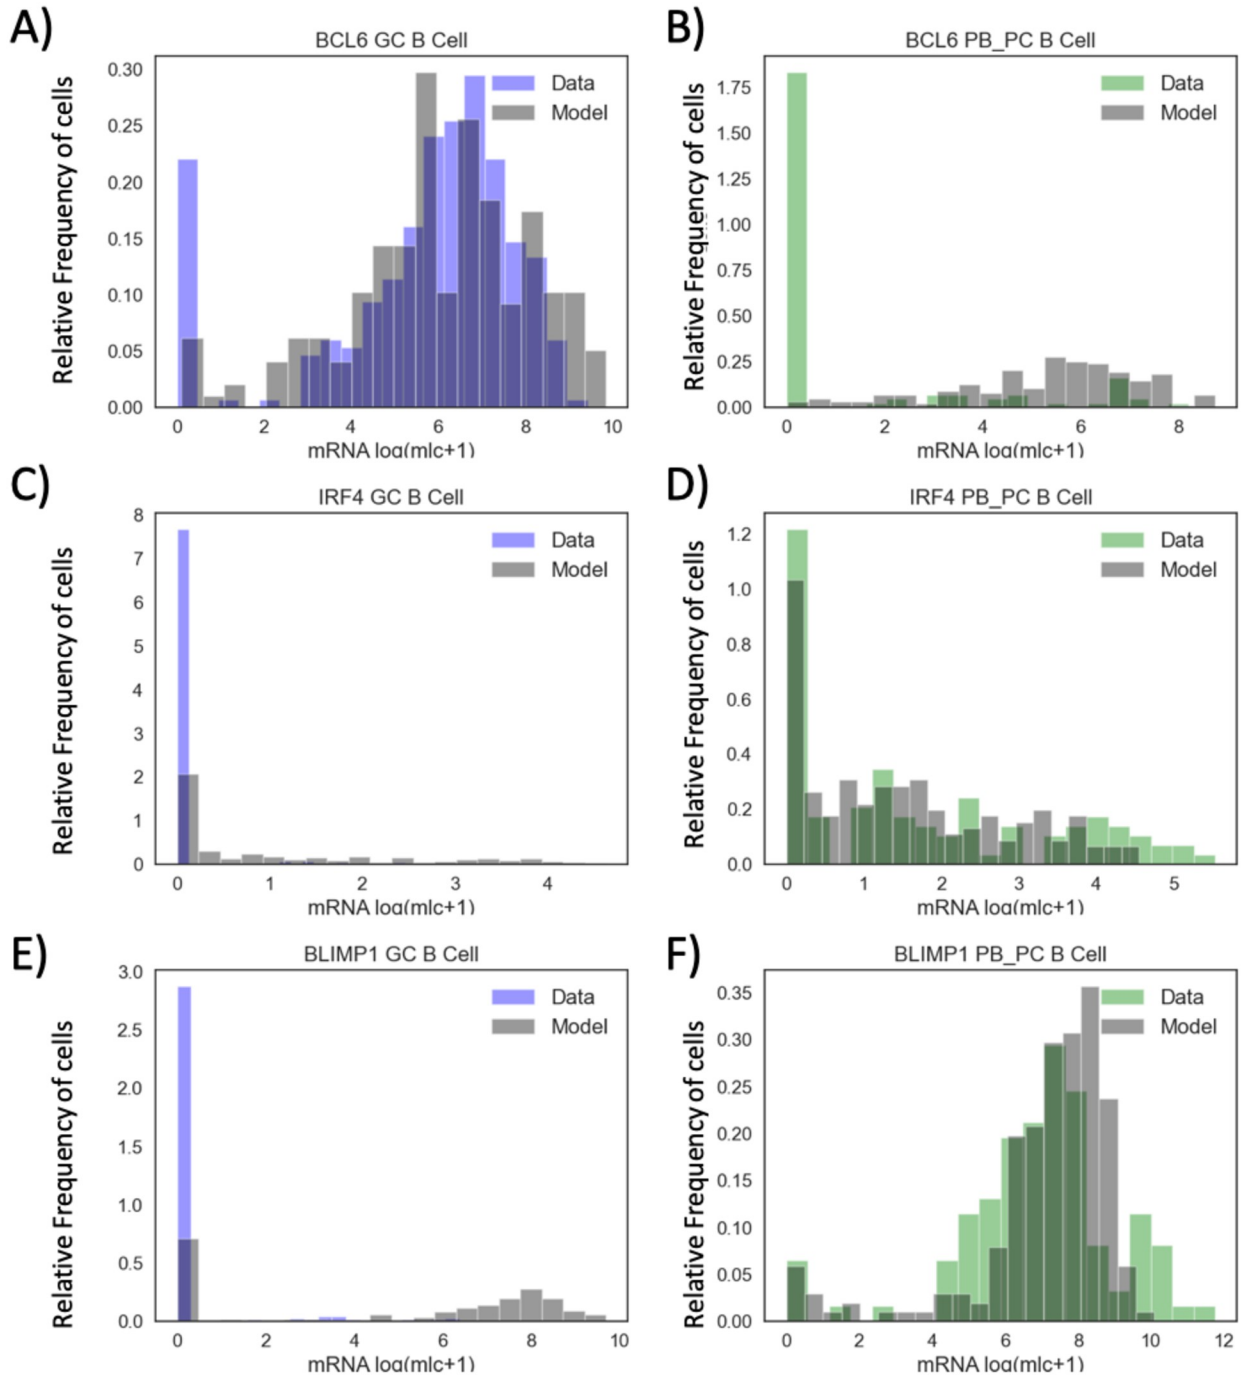 A)
BCL6 GC B Cell
Relative Frequency of cells
0.30
0.25
0.20
0.15
0.10
0.05
0.00
Data
Model
0 2 4 6 8 10
mRNA log(mlc+1)
B)
BCL6 PB_PC B Cell
Relative Frequency of cells
1.75
1.50
1.25
1.00
0.75
0.50
0.25
0.00
Data
Model
0 2 4 6 8
mRNA log(mlc+1)
C)
IRF4 GC B Cell
Relative Frequency of cells
8
7
6
5
4
3
2
1
0
Data
Model
0 1 2 3 4
mRNA log(mlc+1)
D)
IRF4 PB_PC B Cell
Relative Frequency of cells
1.2
1.0
0.8
0.6
0.4
0.2
0.0
Data
Model
0 1 2 3 4 5
mRNA log(mlc+1)
E)
BLIMP1 GC B Cell
Relative Frequency of cells
3.0
2.5
2.0
1.5
1.0
0.5
0.0
Data
Model
0 2 4 6 8 10
mRNA log(mlc+1)
F)
BLIMP1 PB_PC B Cell
Relative Frequency of cells
0.35
0.30
0.25
0.20
0.15
0.10
0.05
0.00
Data
Model
0 2 4 6 8 10 12
mRNA log(mlc+1)